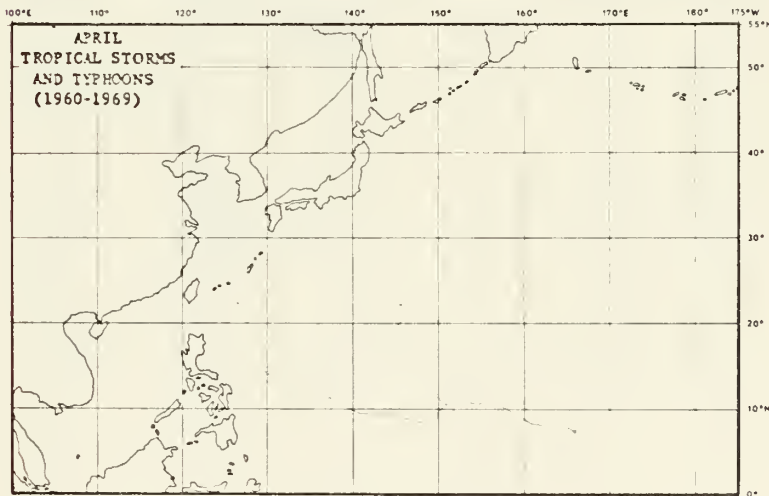 100°E 110° 120° 130° 140° 150° 160°E 170° 180° 175°W
55°N
APRIL
TROPICAL STORMS
AND TYPHOONS
(1960-1969)
50°
40°
30°
20°
10°N
0°